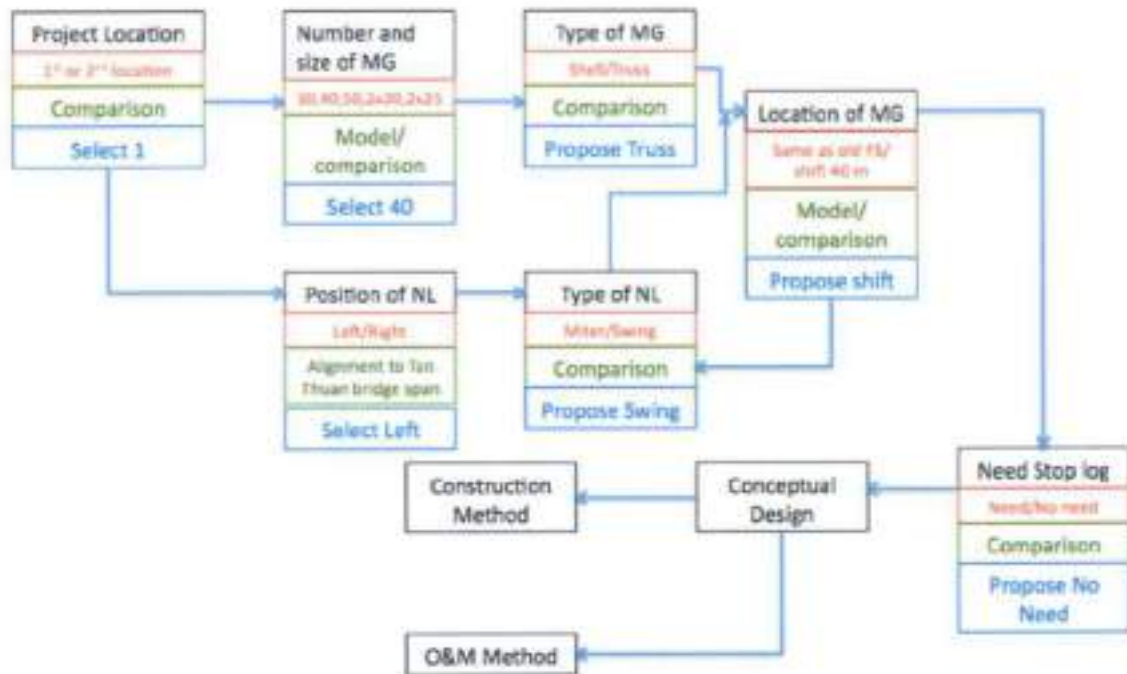 Project Location
1st or 2nd location
Comparison
Select 1
Number and
size of MG
30,40,50,2x20,2x25
Model/
comparison
Select 40
Type of MG
Shell/Truss
Comparison
Propose Truss
Location of MG
Same as old FS/
shift 40 m
Model/
comparison
Propose shift
Position of NL
Left/Right
Alignment to Tan
Thuan bridge span
Select Left
Type of NL
Miter/Swing
Comparison
Propose Swing
Need Stop log
Need/No need
Comparison
Propose No
Need
Conceptual
Design
Construction
Method
O&M Method